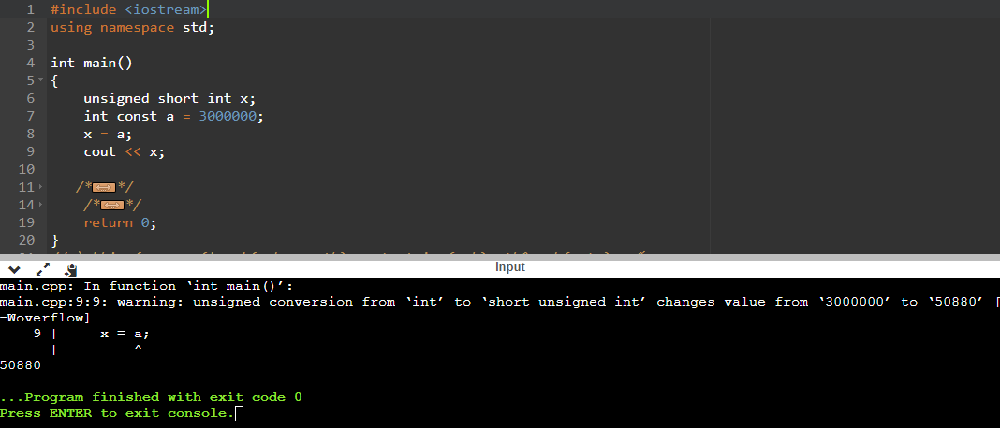 1 #include <iostream>
2 using namespace std;
3
4 int main()
5 {
6 unsigned short int x;
7 int const a = 3000000;
8 x = a;
9 cout << x;
10
11 /* */
14 /* */
19 return 0;
20 }
input
main.cpp: In function ‘int main()’:
main.cpp:9:9: warning: unsigned conversion from ‘int’ to ‘short unsigned int’ changes value from ‘3000000’ to ‘50880’ [
-Woverflow]
9 | x = a;
| ^
50880
...Program finished with exit code 0
Press ENTER to exit console.